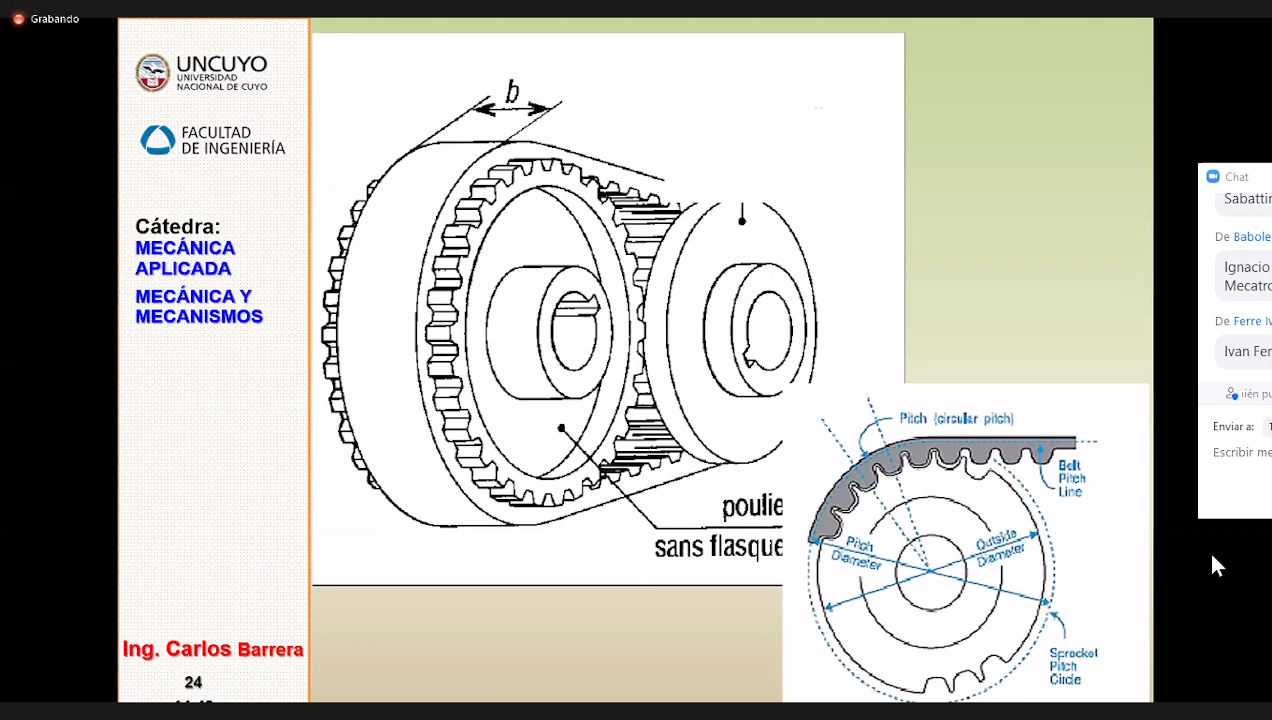 Grabando
UNCUYO
UNIVERSIDAD
NACIONAL DE CUYO
FACULTAD
DE INGENIERÍA
Cátedra:
MECÁNICA
APLICADA
MECÁNICA Y
MECANISMOS
Ing. Carlos Barrera
24
b
poulie
sans flasque
Pitch (circular pitch)
Belt
Pitch
Line
Pitch
Diameter
Outside
Diameter
Sprocket
Pitch
Circle
Chat
Sabattin
De Babole
Ignacio
Mecatro
De Ferre Iv
Ivan Fer
Enviar a:
Escribir me